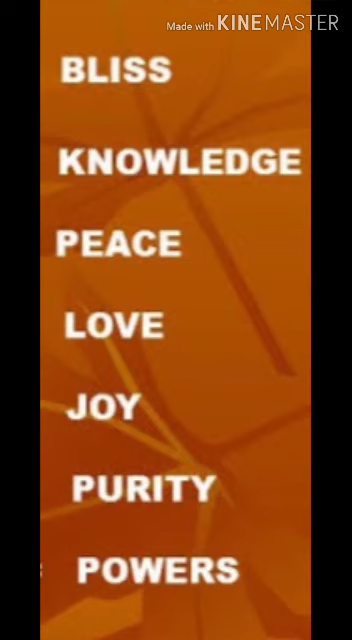 Made with KINEMASTER
BLISS
KNOWLEDGE
PEACE
LOVE
JOY
PURITY
POWERS